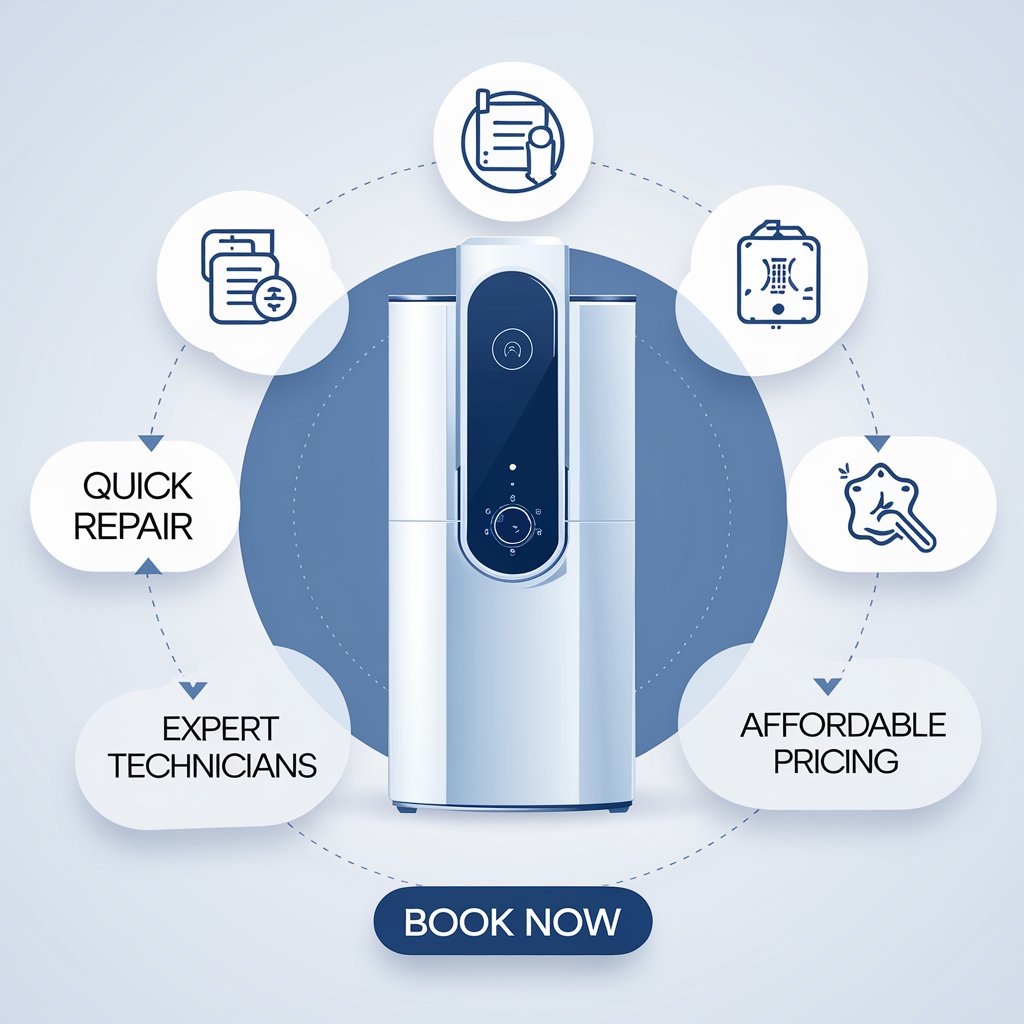 QUICK
REPAIR
EXPERT
TECHNICIANS
AFFORDABLE
PRICING
BOOK NOW